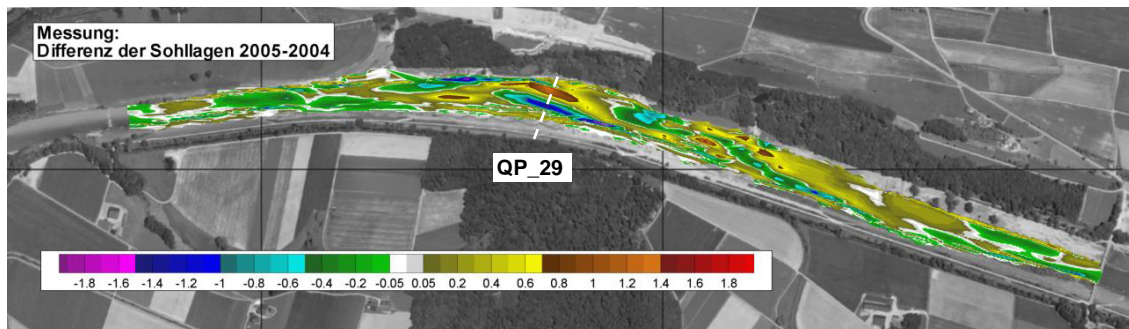 Messung:
Differenz der Sohllagen 2005-2004
QP_29
-1.8 -1.6 -1.4 -1.2 -1 -0.8 -0.6 -0.4 -0.2 -0.05 0.05 0.2 0.4 0.6 0.8 1 1.2 1.4 1.6 1.8